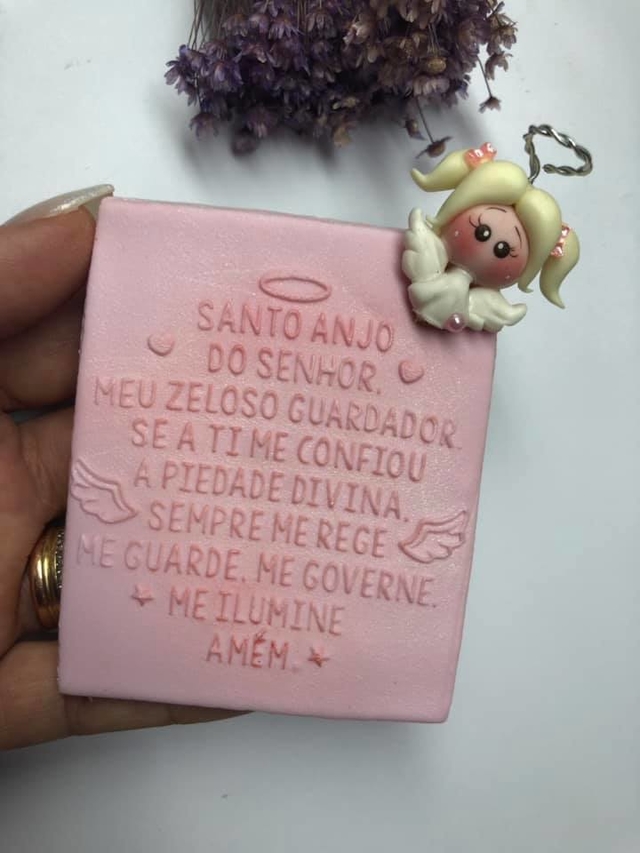 SANTO ANJO
DO SENHOR.
MEU ZELOSO GUARDADOR.
SE A TI ME CONFIOU
A PIEDADE DIVINA.
SEMPRE ME REGE
ME GUARDE. ME GOVERNE.
ME ILUMINE
AMÉM.